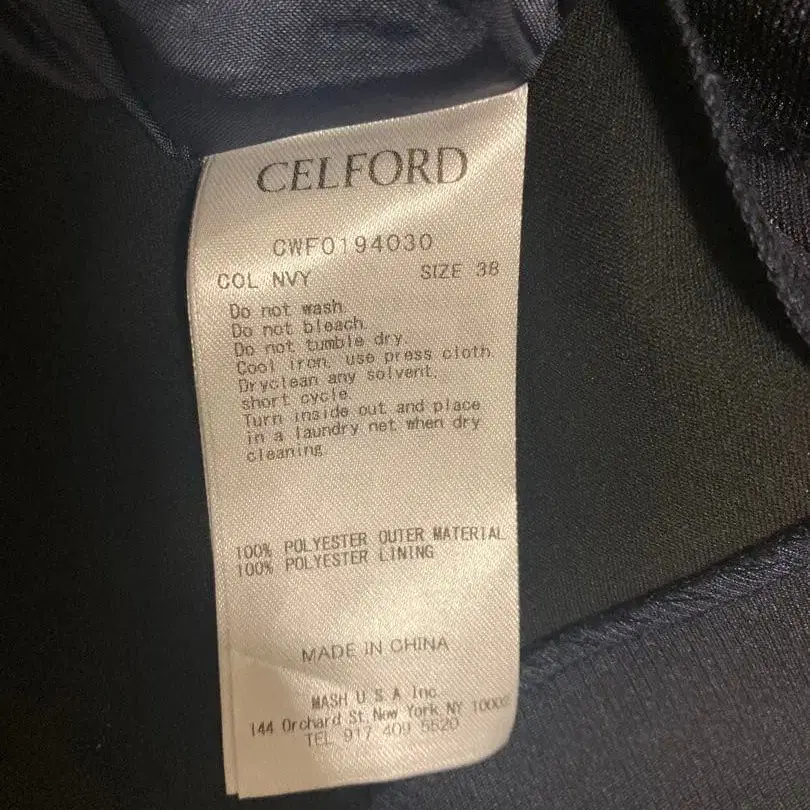 CELFORD
CWF0194030
COL NVY SIZE 38
Do not wash.
Do not bleach.
Do not tumble dry.
Cool iron, use press cloth.
Dryclean any solvent,
short cycle.
Turn inside out and place
in a laundry net when dry
cleaning.
100% POLYESTER OUTER MATERIAL
100% POLYESTER LINING
MADE IN CHINA
MASH U S A Inc
144 Orchard St, New York, NY 10002
TEL 917 409 5520